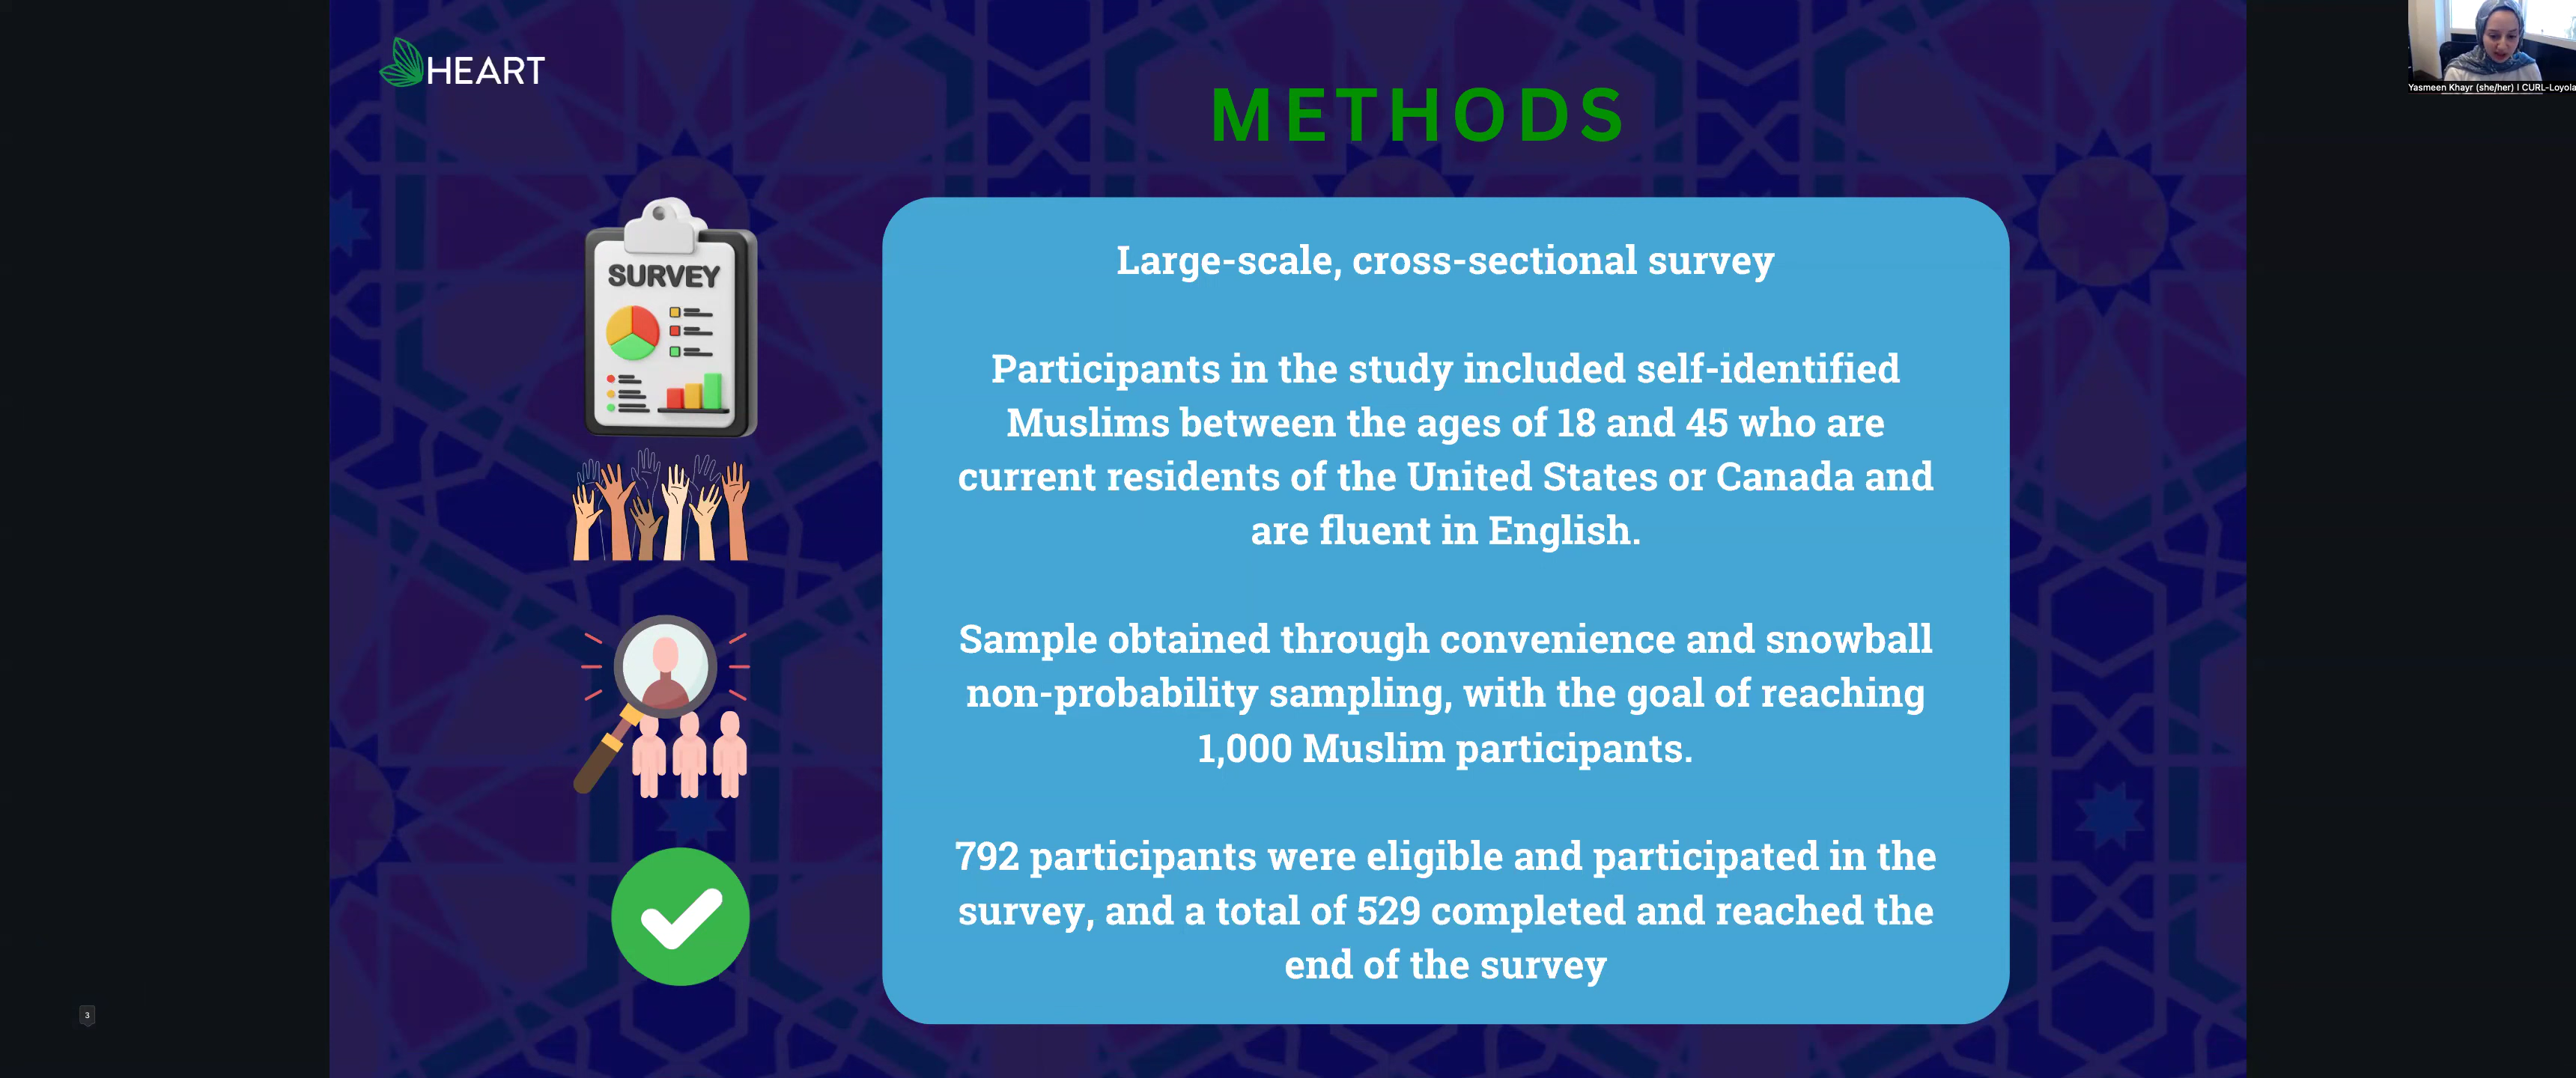 HEART
METHODS
SURVEY
Large-scale, cross-sectional survey
Participants in the study included self-identified
Muslims between the ages of 18 and 45 who are
current residents of the United States or Canada and
are fluent in English.
Sample obtained through convenience and snowball
non-probability sampling, with the goal of reaching
1,000 Muslim participants.
792 participants were eligible and participated in the
survey, and a total of 529 completed and reached the
end of the survey
Yasmeen Khayr (she/her) I CURL-Loyola
3